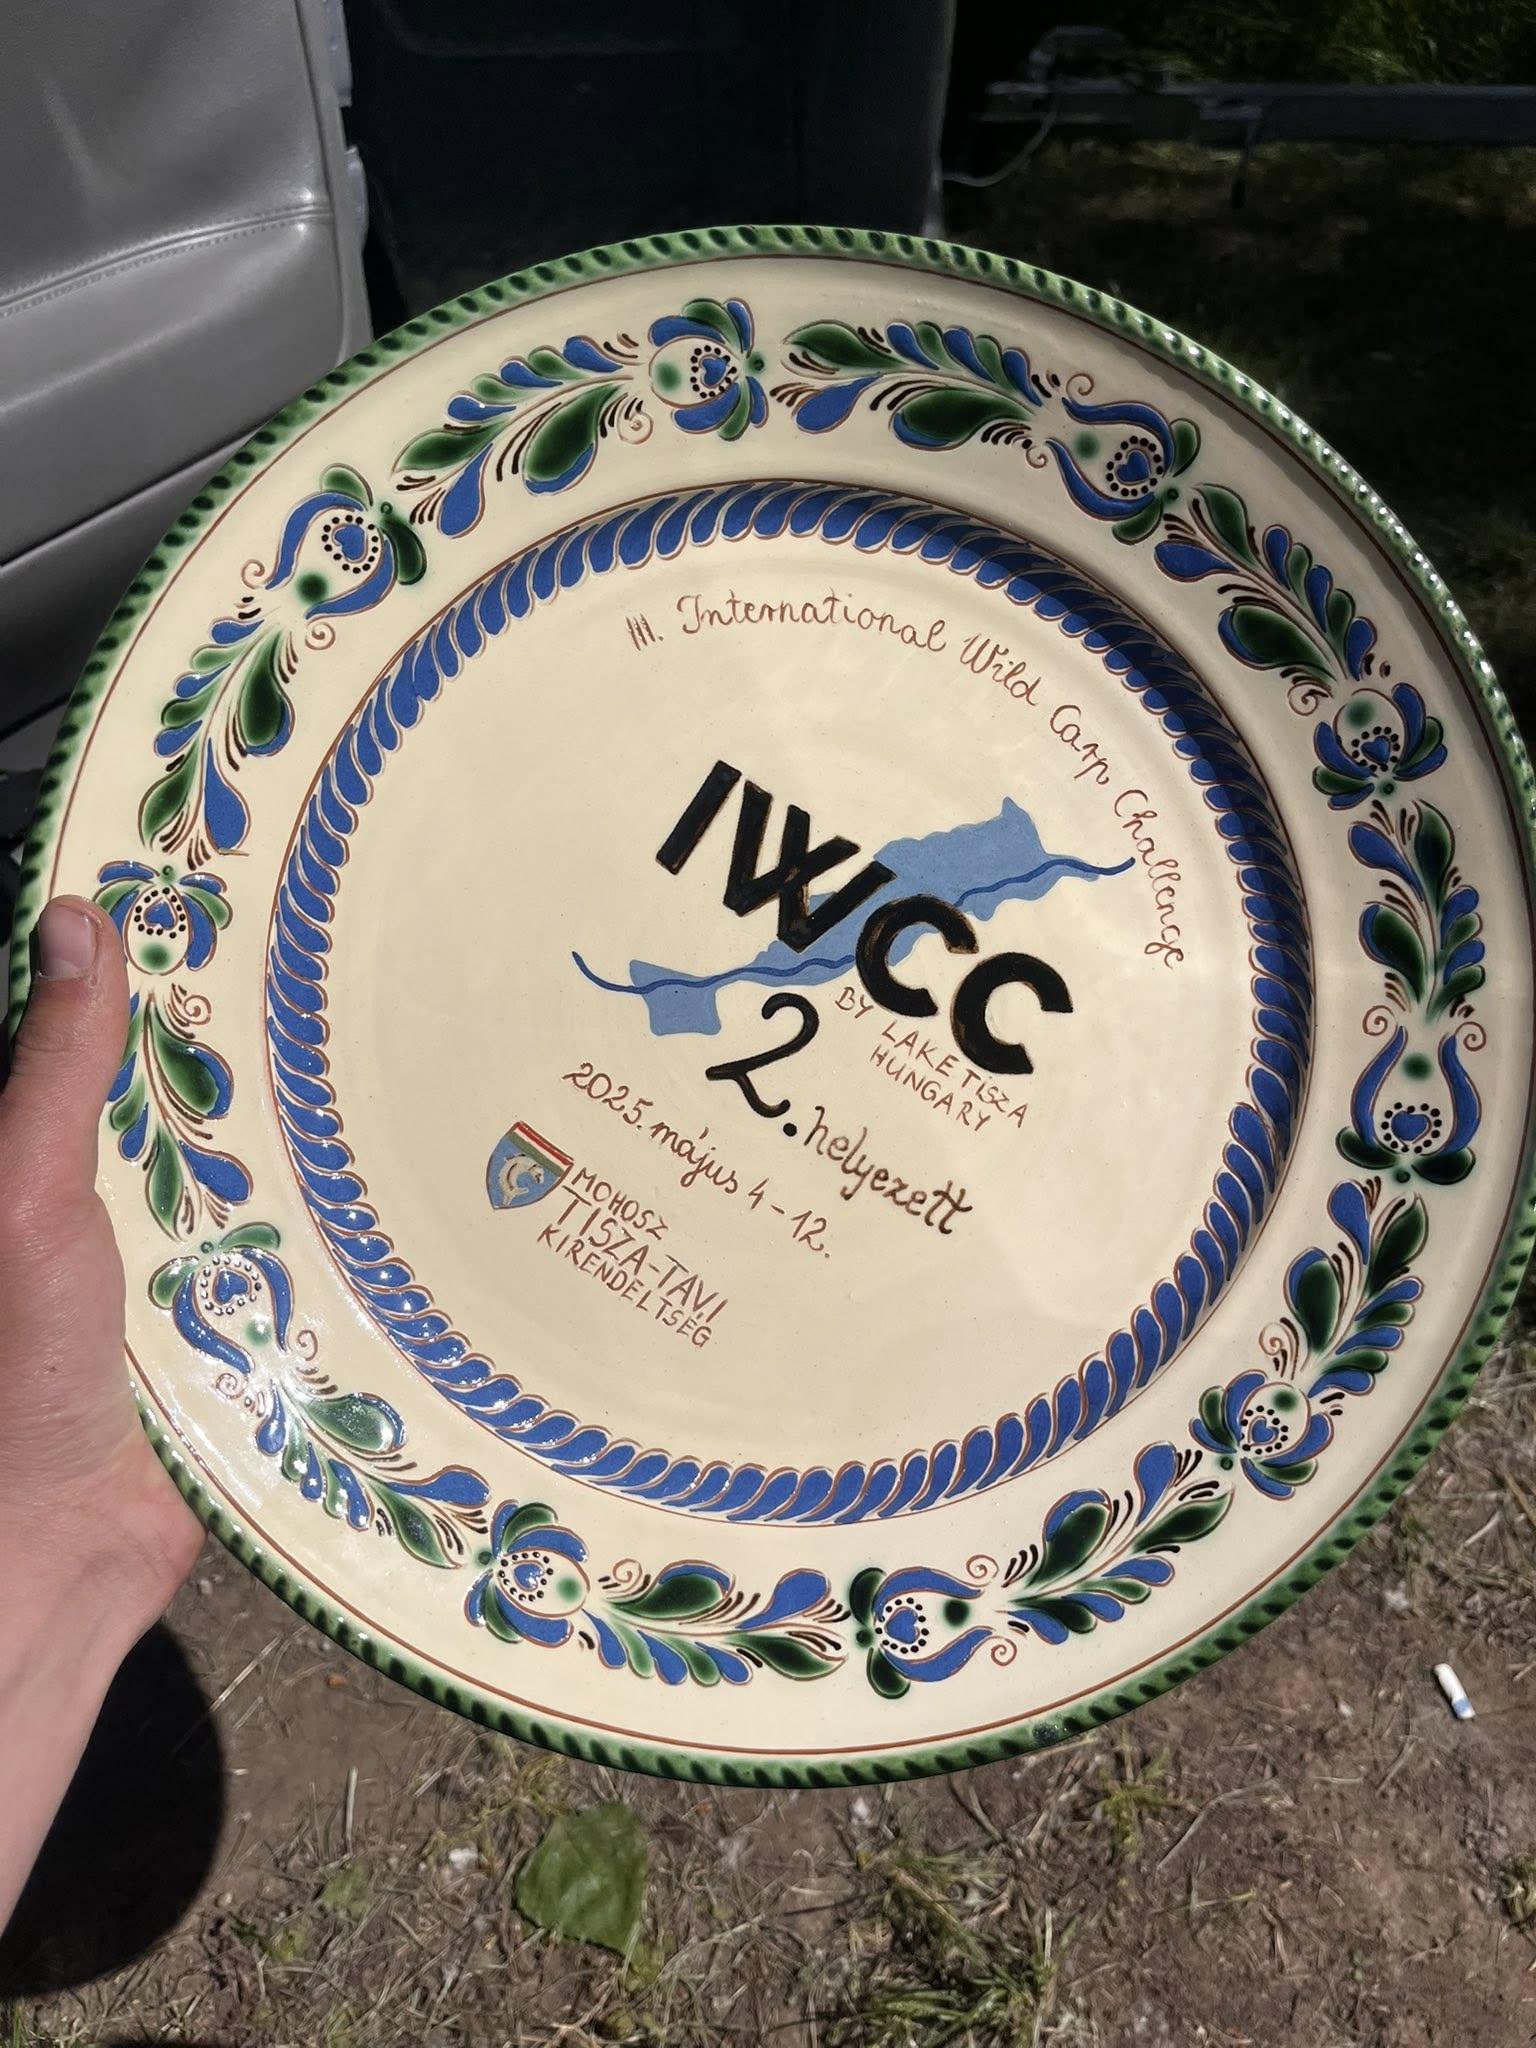 III. International Wild Carp Challenge
IWCC
BY LAKE TISZA
HUNGARY
2. helyezett
2025. május 4-12.
MOHOSZ
TISZA-TAVI
KIRENDELTSÉG